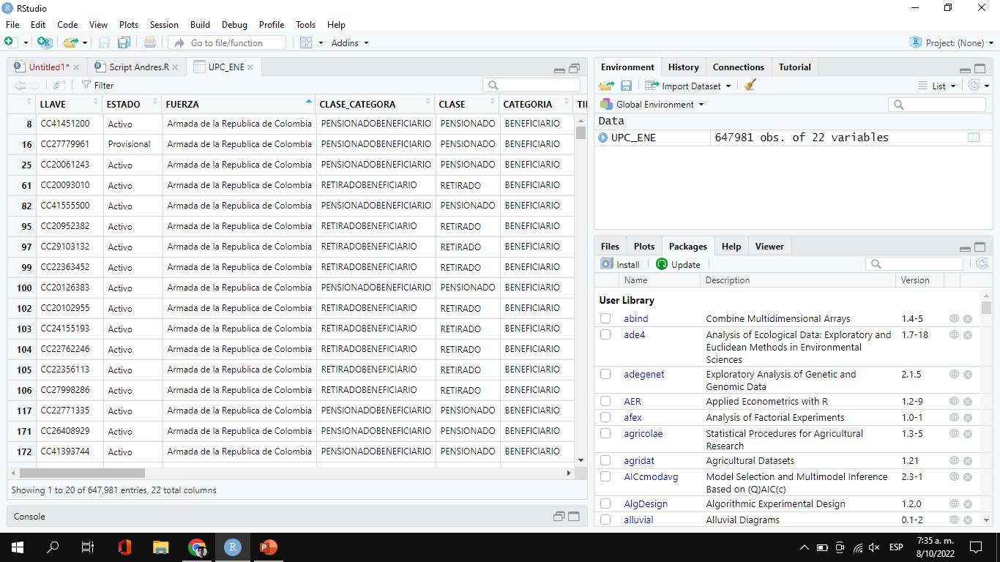 RStudio
File Edit Code View Plots Session Build Debug Profile Tools Help
Go to file/function Addins Project: (None)
Untitled1* Script Andres.R UPC_ENE
Filter
LLAVE ESTADO FUERZA CLASE_CATEGORA CLASE CATEGORIA TII
8 CC41451200 Activo Armada de la Republica de Colombia PENSIONADOBENEFICIARIO PENSIONADO BENEFICIARIO
16 CC27779961 Provisional Armada de la Republica de Colombia PENSIONADOBENEFICIARIO PENSIONADO BENEFICIARIO
25 CC20061243 Activo Armada de la Republica de Colombia PENSIONADOBENEFICIARIO PENSIONADO BENEFICIARIO
61 CC20093010 Activo Armada de la Republica de Colombia RETIRADOBENEFICIARIO RETIRADO BENEFICIARIO
82 CC41555500 Activo Armada de la Republica de Colombia PENSIONADOBENEFICIARIO PENSIONADO BENEFICIARIO
95 CC20952382 Activo Armada de la Republica de Colombia RETIRADOBENEFICIARIO RETIRADO BENEFICIARIO
97 CC29103132 Activo Armada de la Republica de Colombia RETIRADOBENEFICIARIO RETIRADO BENEFICIARIO
99 CC22363452 Activo Armada de la Republica de Colombia RETIRADOBENEFICIARIO RETIRADO BENEFICIARIO
100 CC20126383 Activo Armada de la Republica de Colombia PENSIONADOBENEFICIARIO PENSIONADO BENEFICIARIO
102 CC20102955 Activo Armada de la Republica de Colombia RETIRADOBENEFICIARIO RETIRADO BENEFICIARIO
103 CC24155193 Activo Armada de la Republica de Colombia RETIRADOBENEFICIARIO RETIRADO BENEFICIARIO
104 CC22762246 Activo Armada de la Republica de Colombia RETIRADOBENEFICIARIO RETIRADO BENEFICIARIO
105 CC22356113 Activo Armada de la Republica de Colombia RETIRADOBENEFICIARIO RETIRADO BENEFICIARIO
106 CC27998286 Activo Armada de la Republica de Colombia RETIRADOBENEFICIARIO RETIRADO BENEFICIARIO
117 CC22771335 Activo Armada de la Republica de Colombia PENSIONADOBENEFICIARIO PENSIONADO BENEFICIARIO
171 CC26408929 Activo Armada de la Republica de Colombia PENSIONADOBENEFICIARIO PENSIONADO BENEFICIARIO
172 CC41393744 Activo Armada de la Republica de Colombia PENSIONADOBENEFICIARIO PENSIONADO BENEFICIARIO
Showing 1 to 20 of 647,981 entries, 22 total columns
Console
Environment History Connections Tutorial
Import Dataset List
Global Environment
Data
UPC_ENE 647981 obs. of 22 variables
Files Plots Packages Help Viewer
Install Update
Name Description Version
User Library
abind Combine Multidimensional Arrays 1.4-5
ade4 Analysis of Ecological Data: Exploratory and 1.7-18
Euclidean Methods in Environmental
Sciences
adegenet Exploratory Analysis of Genetic and 2.1.5
Genomic Data
AER Applied Econometrics with R 1.2-9
afex Analysis of Factorial Experiments 1.0-1
agricolae Statistical Procedures for Agricultural 1.3-5
Research
agridat Agricultural Datasets 1.21
AICcmodavg Model Selection and Multimodel Inference 2.3-1
Based on (Q)AIC(c)
AlgDesign Algorithmic Experimental Design 1.2.0
alluvial Alluvial Diagrams 0.1-2
ESP 7:35 a. m.
8/10/2022